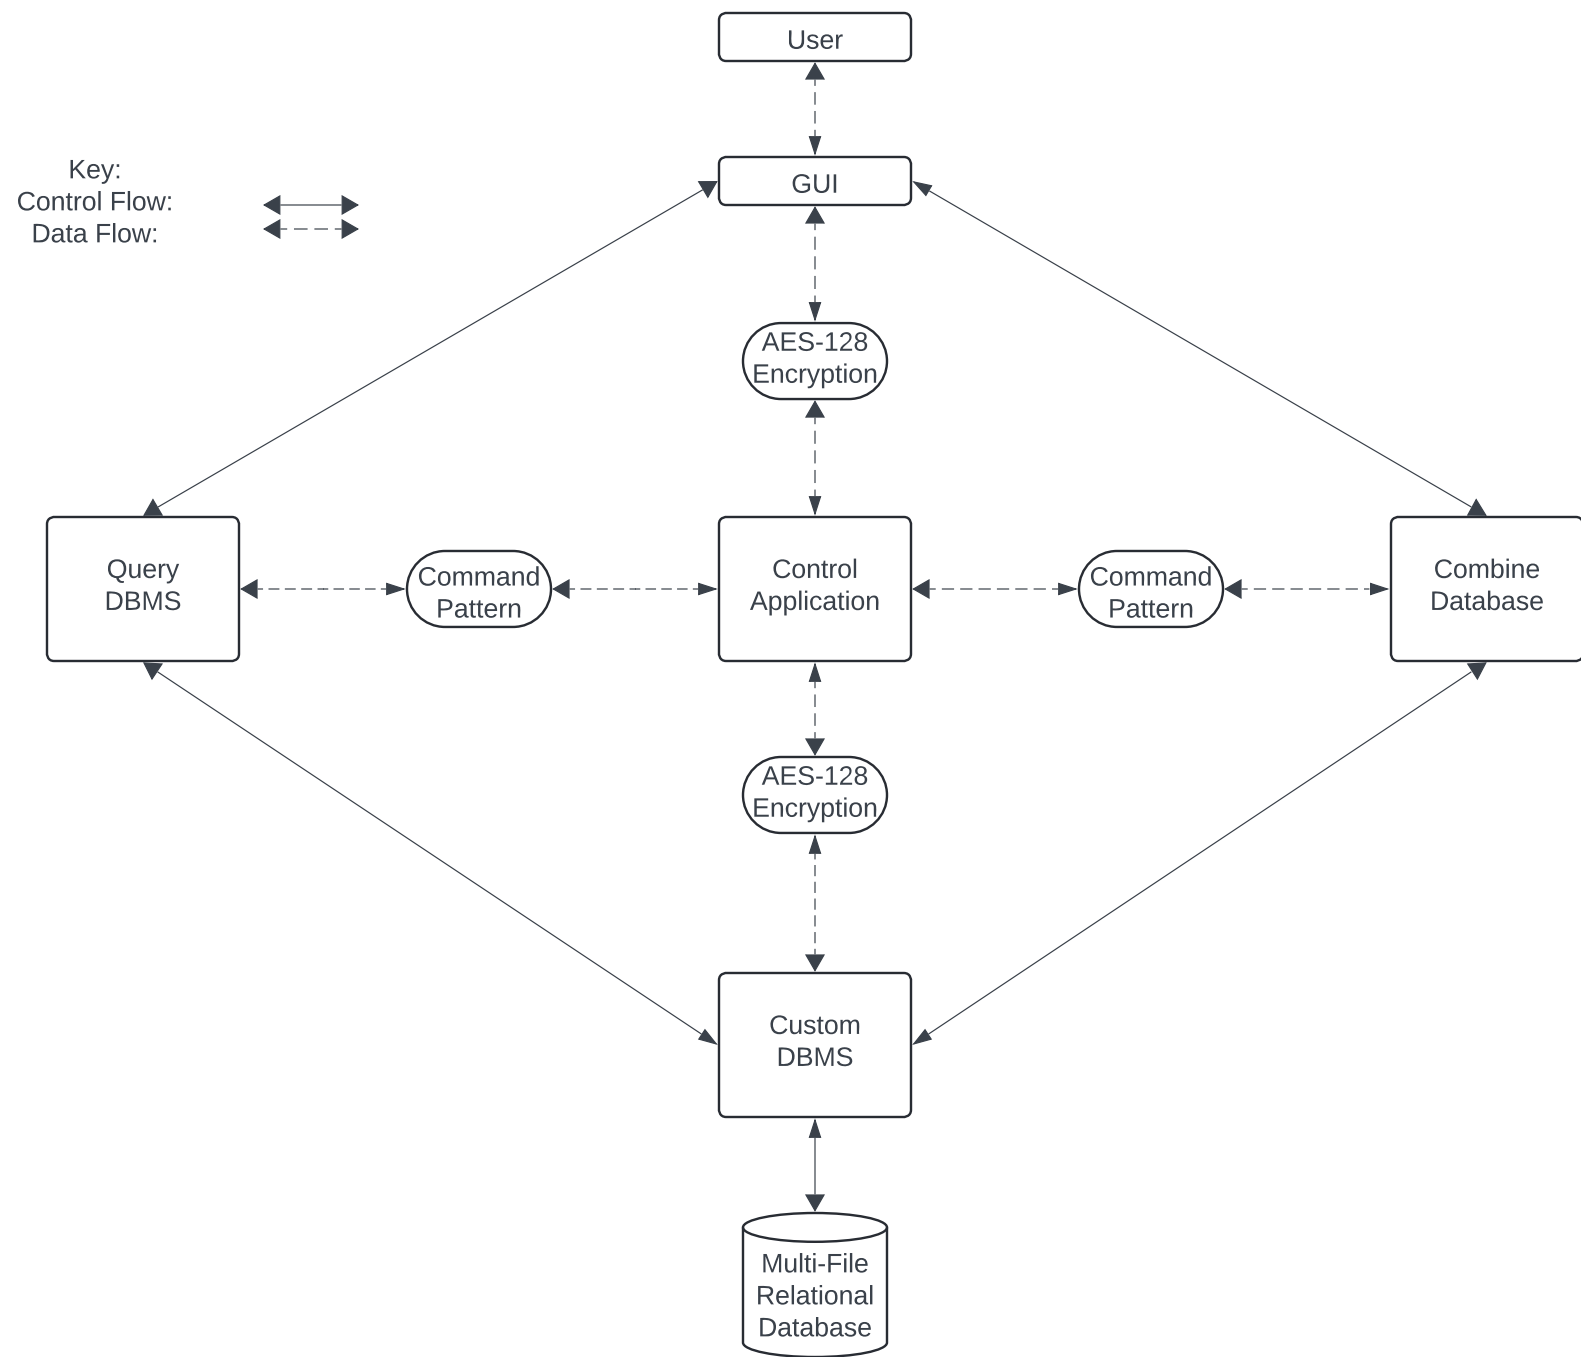 User
GUI
Key:
Control Flow:
Data Flow:
AES-128
Encryption
Query
DBMS
Command
Pattern
Control
Application
Command
Pattern
Combine
Database
AES-128
Encryption
Custom
DBMS
Multi-File
Relational
Database